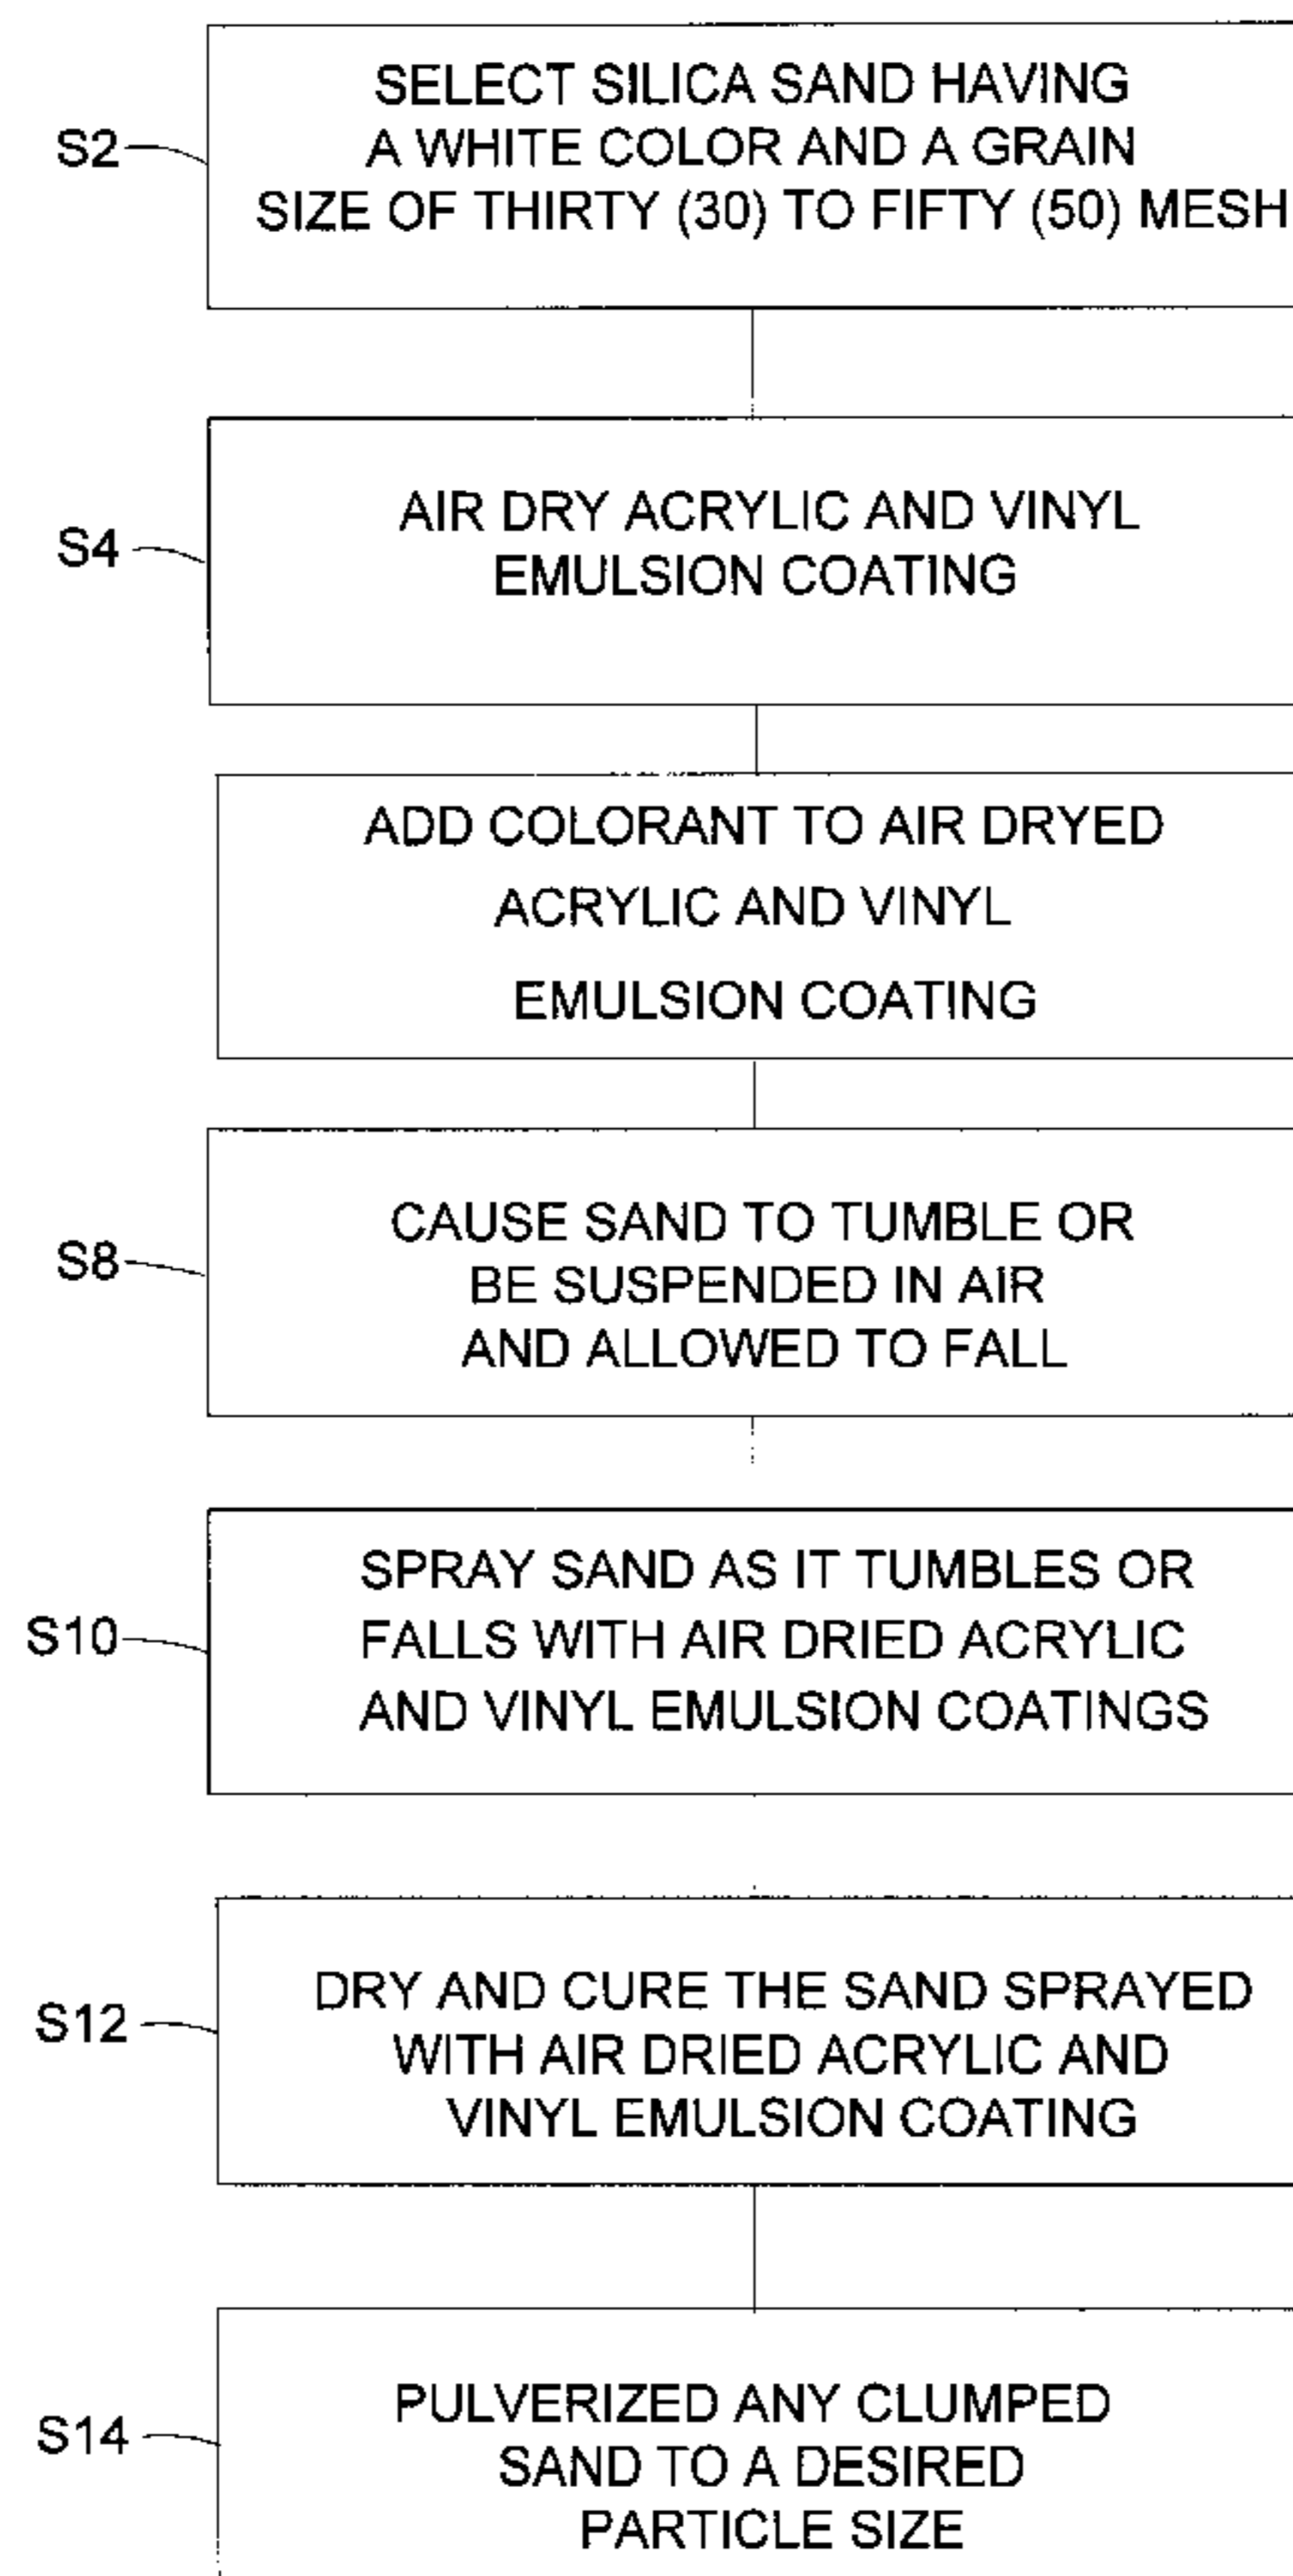 SELECT SILICA SAND HAVING
S2
A WHITE COLOR AND A GRAIN
SIZE OF THIRTY (30) TO FIFTY (50) MESH
AIR DRY ACRYLIC AND VINYL
S4
EMULSION COATING
ADD COLORANT TO AIR DRYED
ACRYLIC AND VINYL
EMULSION COATING
CAUSE SAND TO TUMBLE OR
S8
BE SUSPENDED IN AIR
AND ALLOWED TO FALL
SPRAY SAND AS IT TUMBLES OR
S10
FALLS WITH AIR DRIED ACRYLIC
AND VINYL EMULSION COATINGS
DRY AND CURE THE SAND SPRAYED
S12
WITH AIR DRIED ACRYLIC AND
VINYL EMULSION COATING
PULVERIZED ANY CLUMPED
S14
SAND TO A DESIRED
PARTICLE SIZE